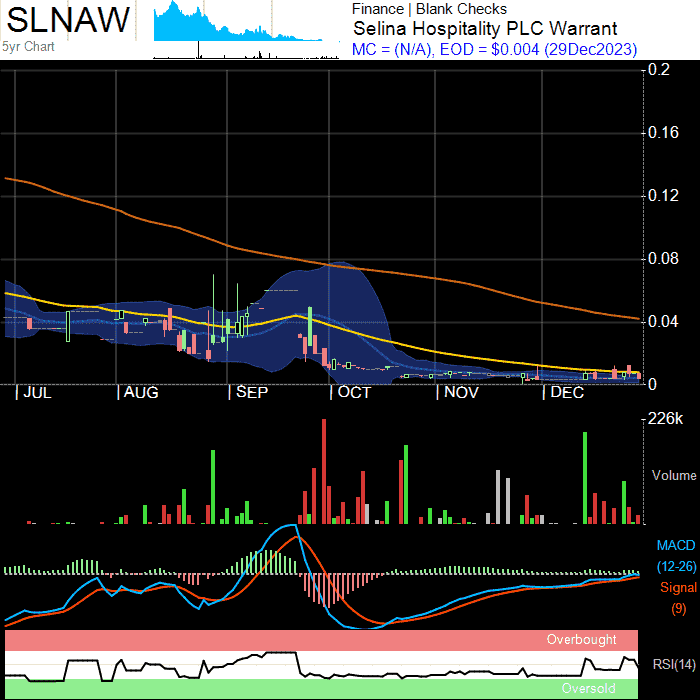 SLNAW
5yr Chart
Finance | Blank Checks
Selina Hospitality PLC Warrant
MC = (N/A), EOD = $0.004 (29Dec2023)
0.2
0.16
0.12
0.08
0.04
0
JUL AUG SEP OCT NOV DEC
226k
Volume
MACD
(12-26)
Signal
(9)
Overbought
RSI(14)
Oversold